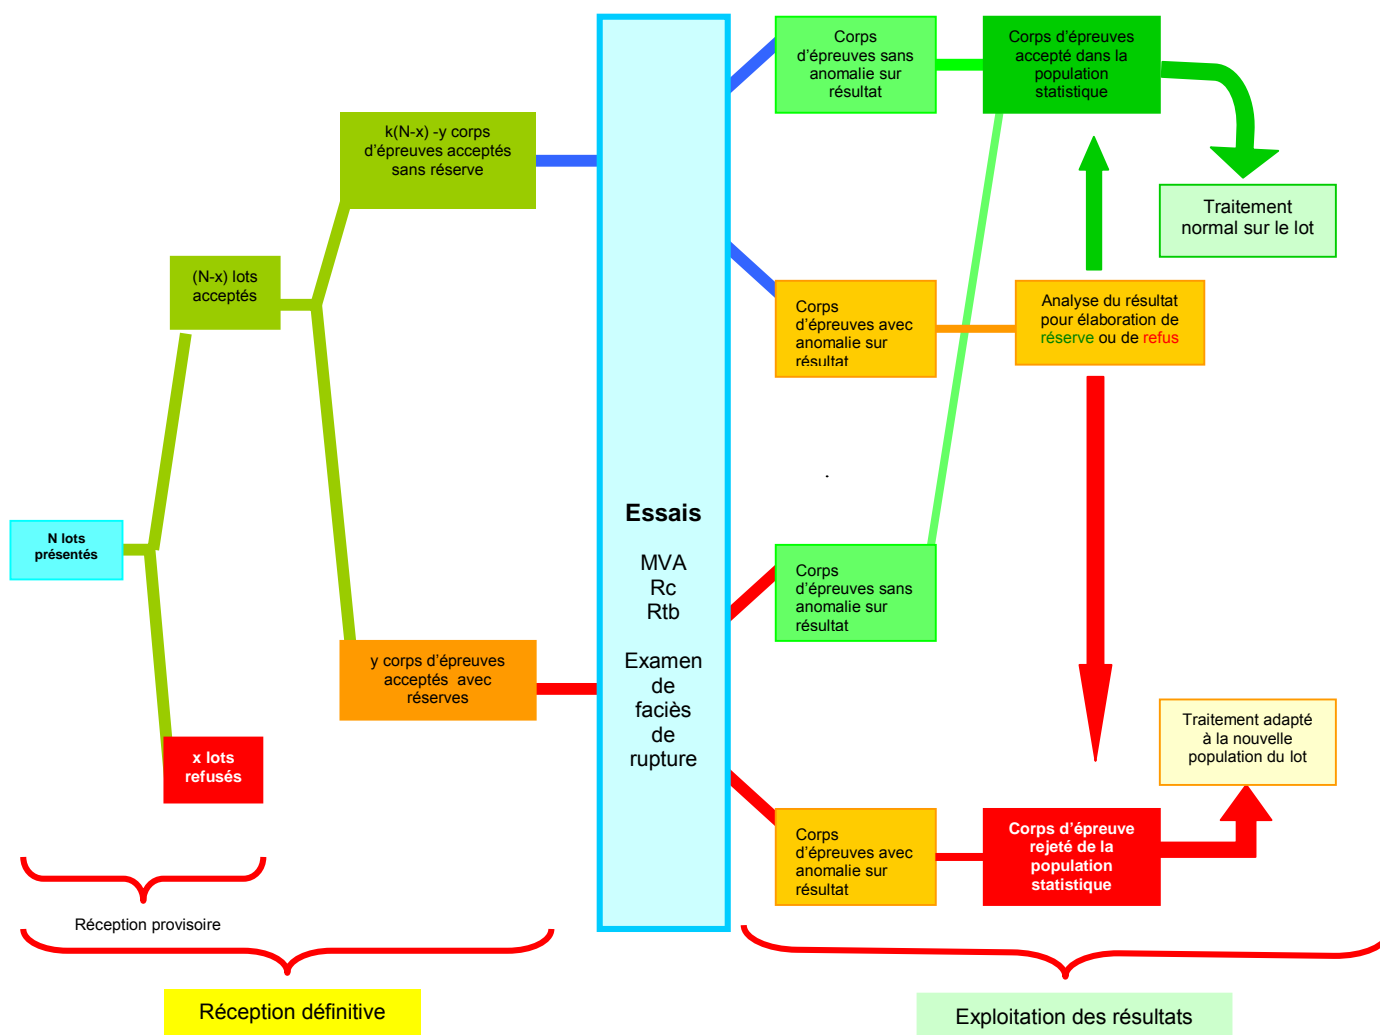 N lots
présentés
(N-x) lots
acceptés
x lots
refusés
k(N-x) -y corps
d'épreuves acceptés
sans réserve
y corps d'épreuves
acceptés avec
réserves
Essais
MVA
Rc
Rtb
Examen
de
faciès
de
rupture
Corps
d'épreuves sans
anomalie sur
résultat
Corps d'épreuves
accepté dans la
population
statistique
Traitement
normal sur le lot
Corps
d'épreuves avec
anomalie sur
résultat
Analyse du résultat
pour élaboration de
réserve ou de refus
.
Corps
d'épreuves sans
anomalie sur
résultat
Corps
d'épreuves avec
anomalie sur
résultat
Corps d'épreuve
rejeté de la
population
statistique
Traitement adapté
à la nouvelle
population du lot
Réception provisoire
Réception définitive
Exploitation des résultats